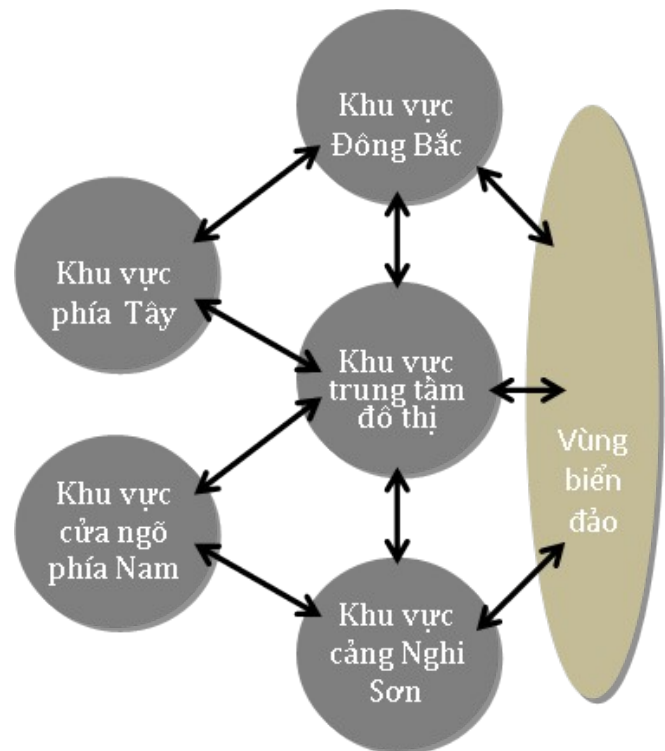 Khu vực
Đông Bắc
Khu vực
phía Tây
Khu vực
trung tâm
đô thị
Vùng
biển
đảo
Khu vực
cửa ngõ
phía Nam
Khu vực
cảng Nghi
Sơn